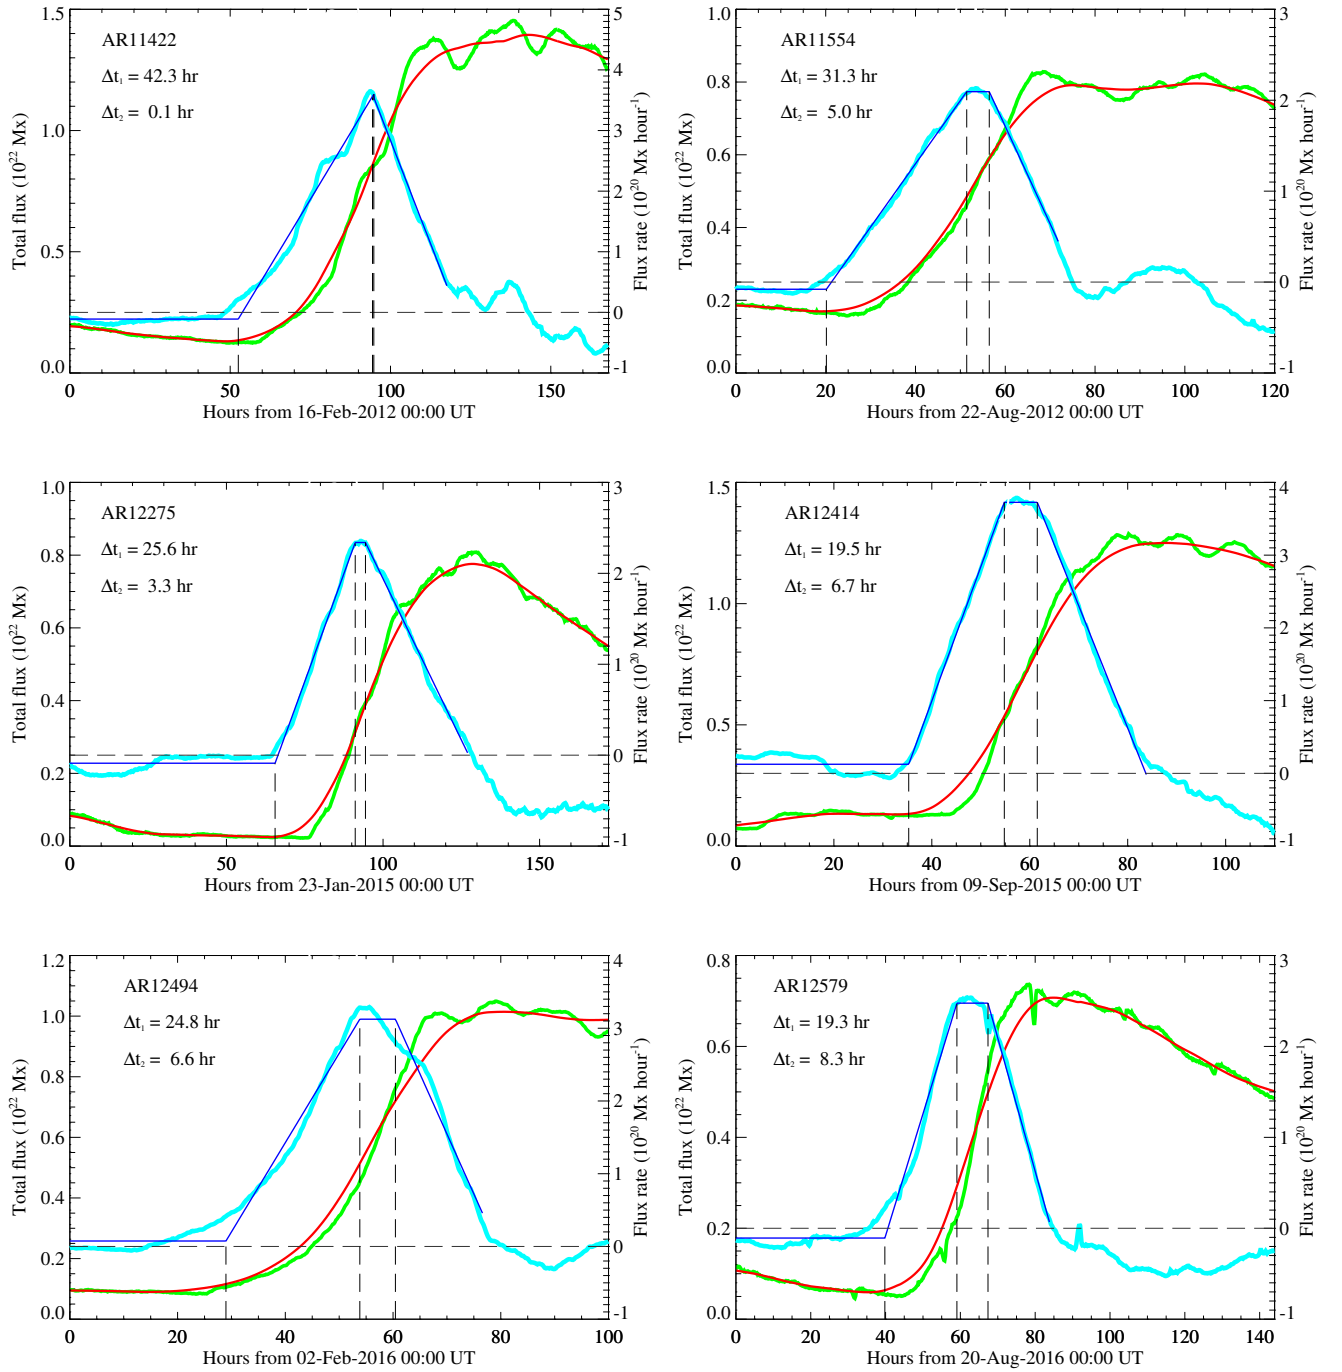 AR11422
Δt₁ = 42.3 hr
Δt₂ = 0.1 hr
Total flux (10²² Mx)
1.5
1.0
0.5
0.0
Flux rate (10²⁰ Mx hour⁻¹)
5
4
3
2
1
0
-1
0 50 100 150
Hours from 16-Feb-2012 00:00 UT
AR11554
Δt₁ = 31.3 hr
Δt₂ = 5.0 hr
Total flux (10²² Mx)
1.0
0.8
0.6
0.4
0.2
0.0
Flux rate (10²⁰ Mx hour⁻¹)
3
2
1
0
-1
0 20 40 60 80 100 120
Hours from 22-Aug-2012 00:00 UT
AR12275
Δt₁ = 25.6 hr
Δt₂ = 3.3 hr
Total flux (10²² Mx)
1.0
0.8
0.6
0.4
0.2
0.0
Flux rate (10²⁰ Mx hour⁻¹)
3
2
1
0
-1
0 50 100 150
Hours from 23-Jan-2015 00:00 UT
AR12414
Δt₁ = 19.5 hr
Δt₂ = 6.7 hr
Total flux (10²² Mx)
1.5
1.0
0.5
0.0
Flux rate (10²⁰ Mx hour⁻¹)
4
3
2
1
0
-1
0 20 40 60 80 100
Hours from 09-Sep-2015 00:00 UT
AR12494
Δt₁ = 24.8 hr
Δt₂ = 6.6 hr
Total flux (10²² Mx)
1.2
1.0
0.8
0.6
0.4
0.2
0.0
Flux rate (10²⁰ Mx hour⁻¹)
4
3
2
1
0
-1
0 20 40 60 80 100
Hours from 02-Feb-2016 00:00 UT
AR12579
Δt₁ = 19.3 hr
Δt₂ = 8.3 hr
Total flux (10²² Mx)
0.8
0.6
0.4
0.2
0.0
Flux rate (10²⁰ Mx hour⁻¹)
3
2
1
0
-1
0 20 40 60 80 100 120 140
Hours from 20-Aug-2016 00:00 UT